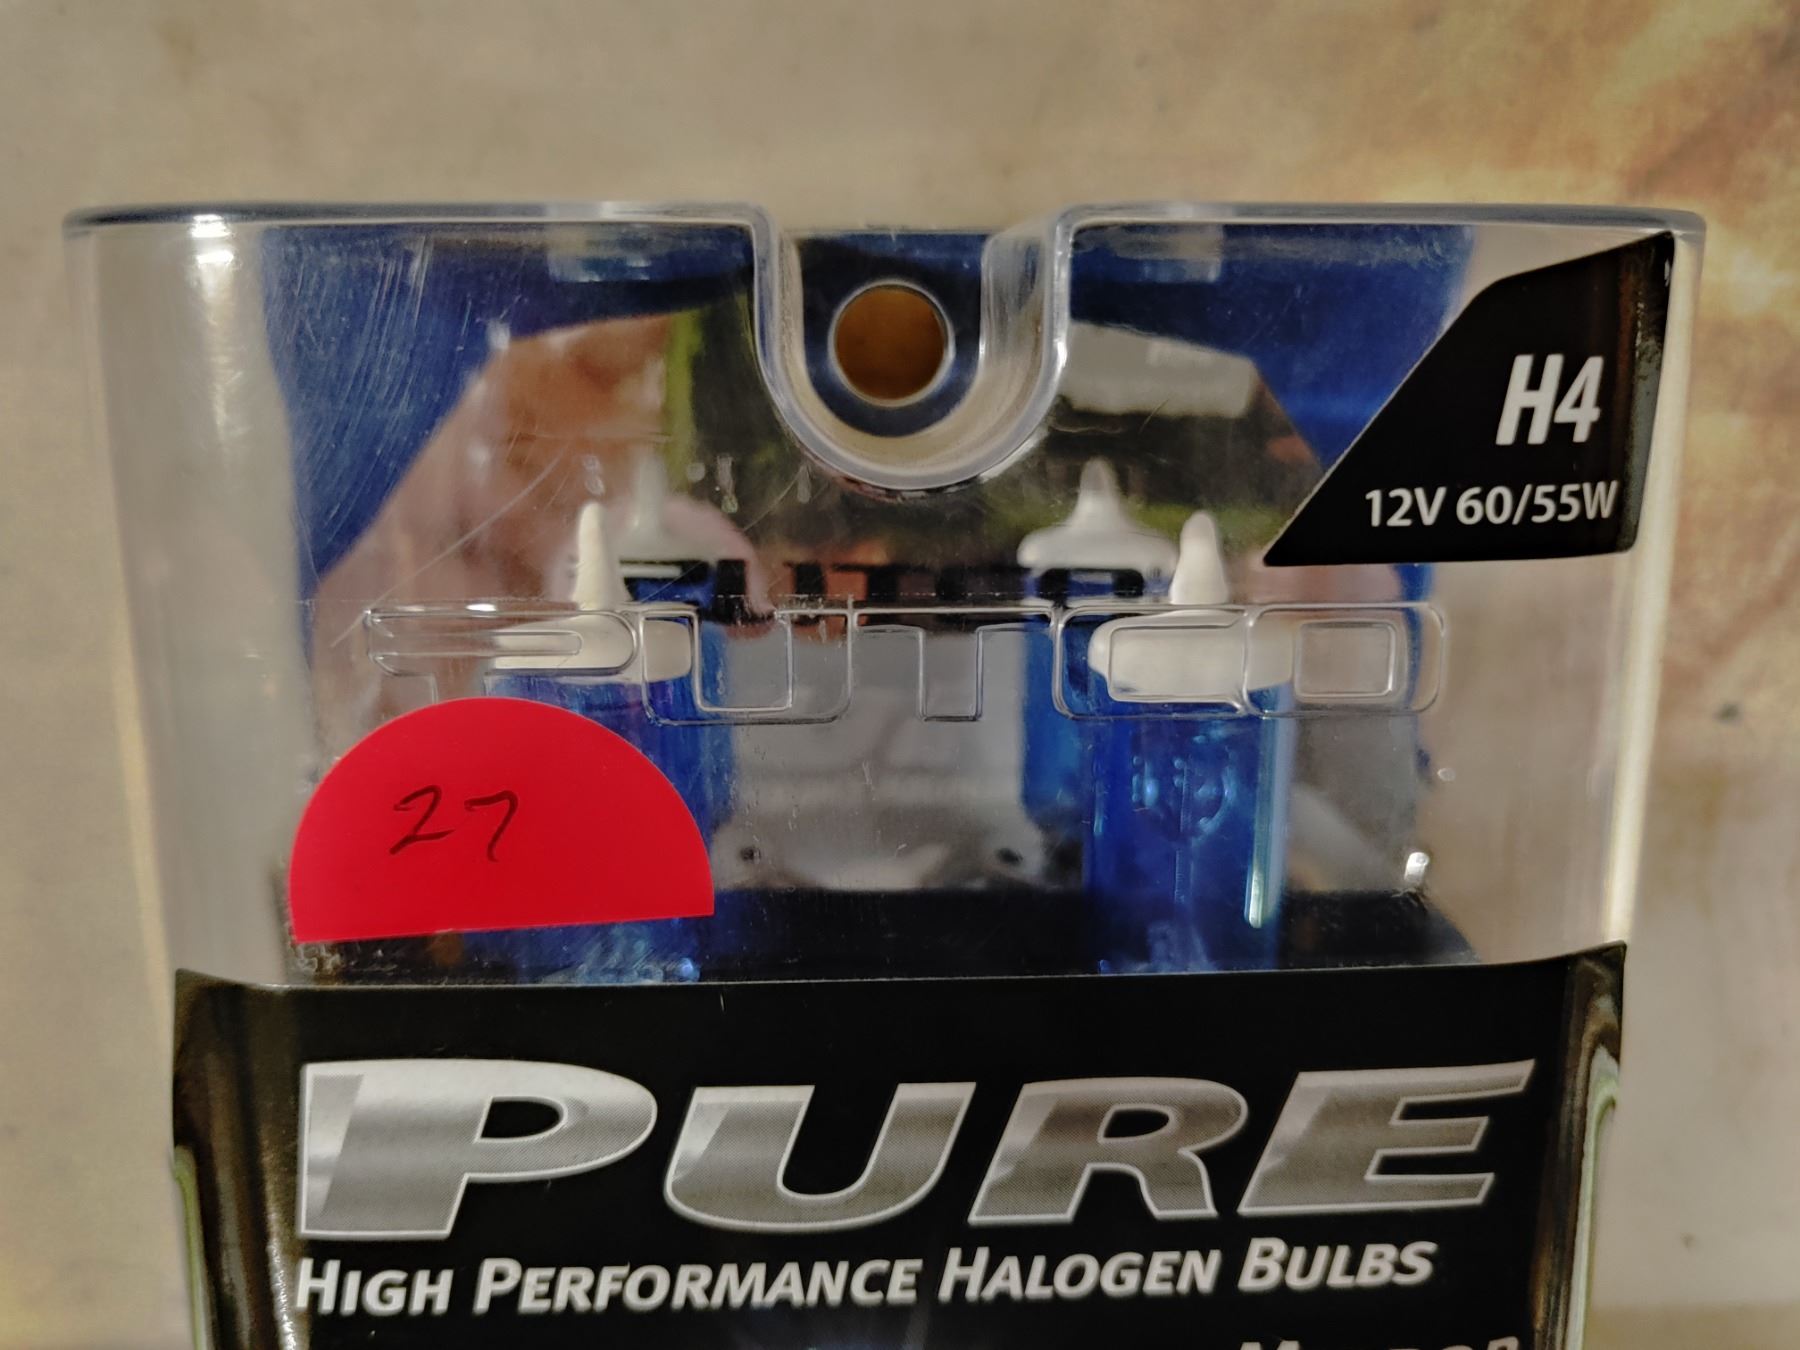 H4
12V 60/55W
PUTCO
27
PURE
HIGH PERFORMANCE HALOGEN BULBS